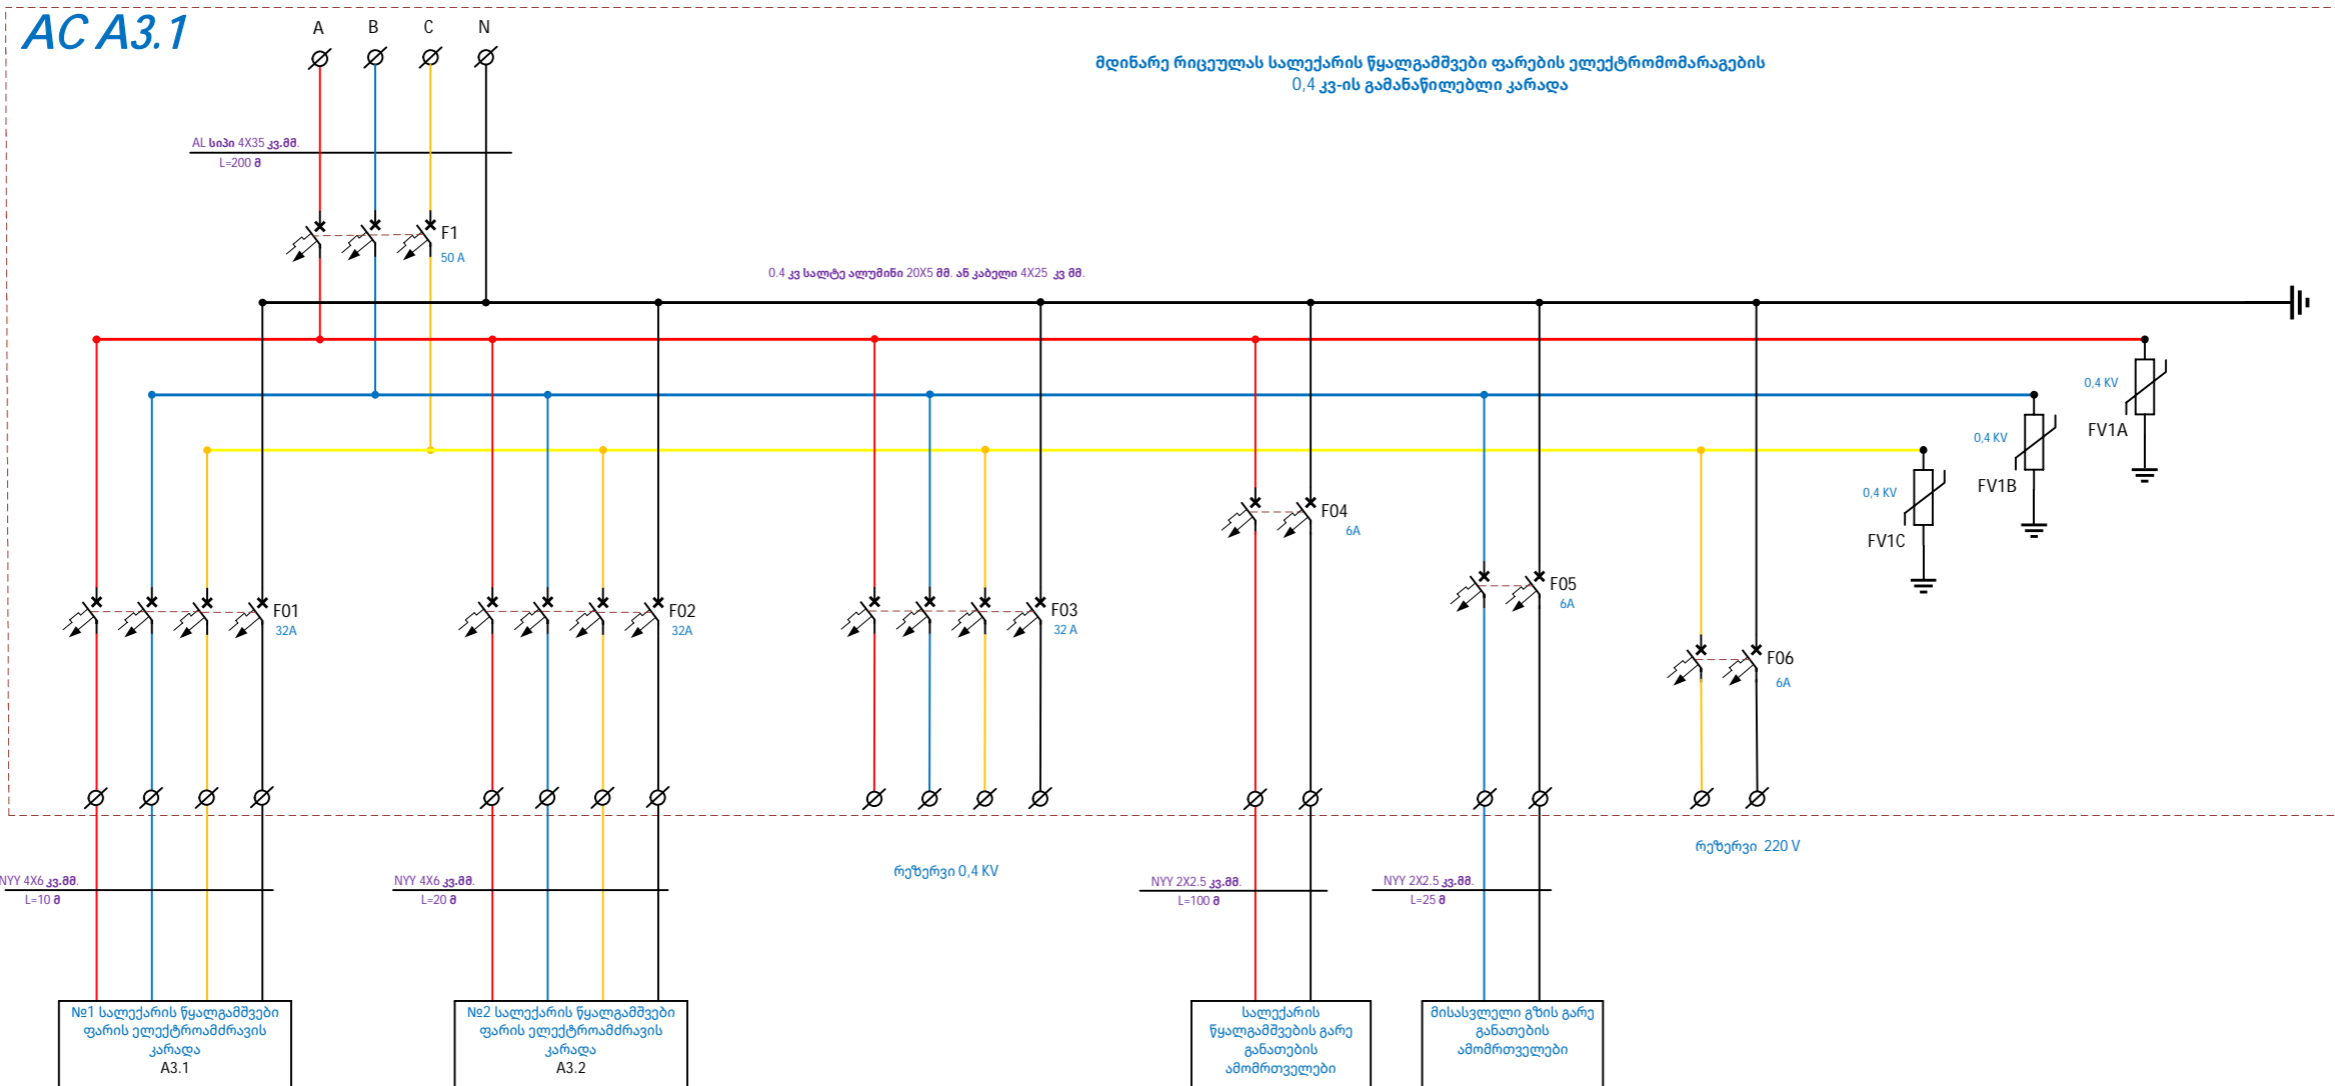 AC A3.1
A B C N
მდინარე რიცეულას სალექარის წყალგამშვები ფარების ელექტრომომარაგების
0,4 კვ-ის გამანაწილებლი კარადა
AL სიპი 4X35 კვ.მმ.
L=200 მ
F1
50 A
0.4 კვ სალტე ალუმინი 20X5 მმ. ან კაბელი 4X25 კვ მმ.
0,4 KV
FV1A
0,4 KV
FV1B
0,4 KV
FV1C
F01
32A
F02
32A
F03
32 A
F04
6A
F05
6A
F06
6A
რეზერვი 0,4 KV
რეზერვი 220 V
NYY 4X6 კვ.მმ.
L=10 მ
NYY 4X6 კვ.მმ.
L=20 მ
NYY 2X2.5 კვ.მმ.
L=100 მ
NYY 2X2.5 კვ.მმ.
L=25 მ
№1 სალექარის წყალგამშვები
ფარის ელექტროამძრავის
კარადა
A3.1
№2 სალექარის წყალგამშვები
ფარის ელექტროამძრავის
კარადა
A3.2
სალექარის
წყალგამშვების გარე
განათების
ამომრთველები
მისასვლელი გზის გარე
განათების
ამომრთველები